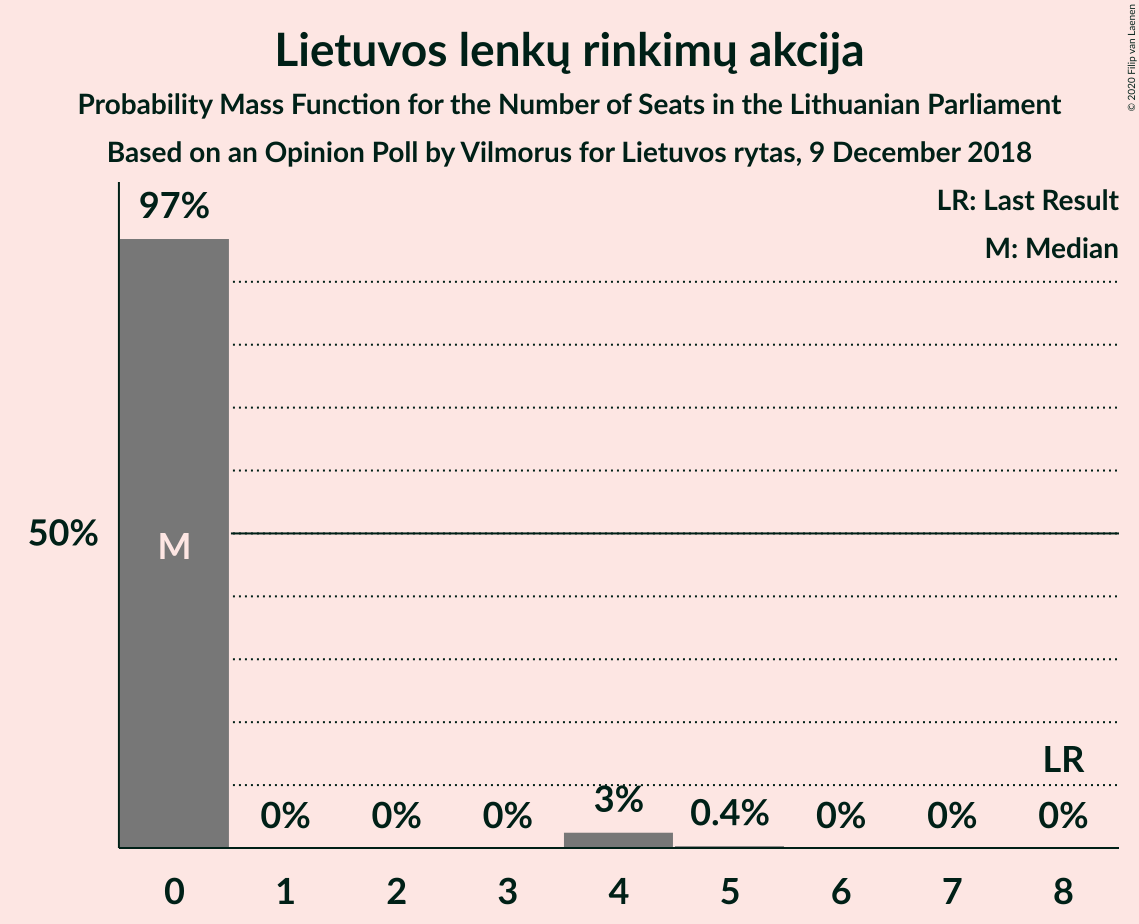 Lietuvos lenkų rinkimų akcija
Probability Mass Function for the Number of Seats in the Lithuanian Parliament
Based on an Opinion Poll by Vilmorus for Lietuvos rytas, 9 December 2018
© 2020 Filip van Laenen
LR: Last Result
M: Median
97%
50%
M
LR
0% 0% 0% 3% 0.4% 0% 0% 0%
0 1 2 3 4 5 6 7 8